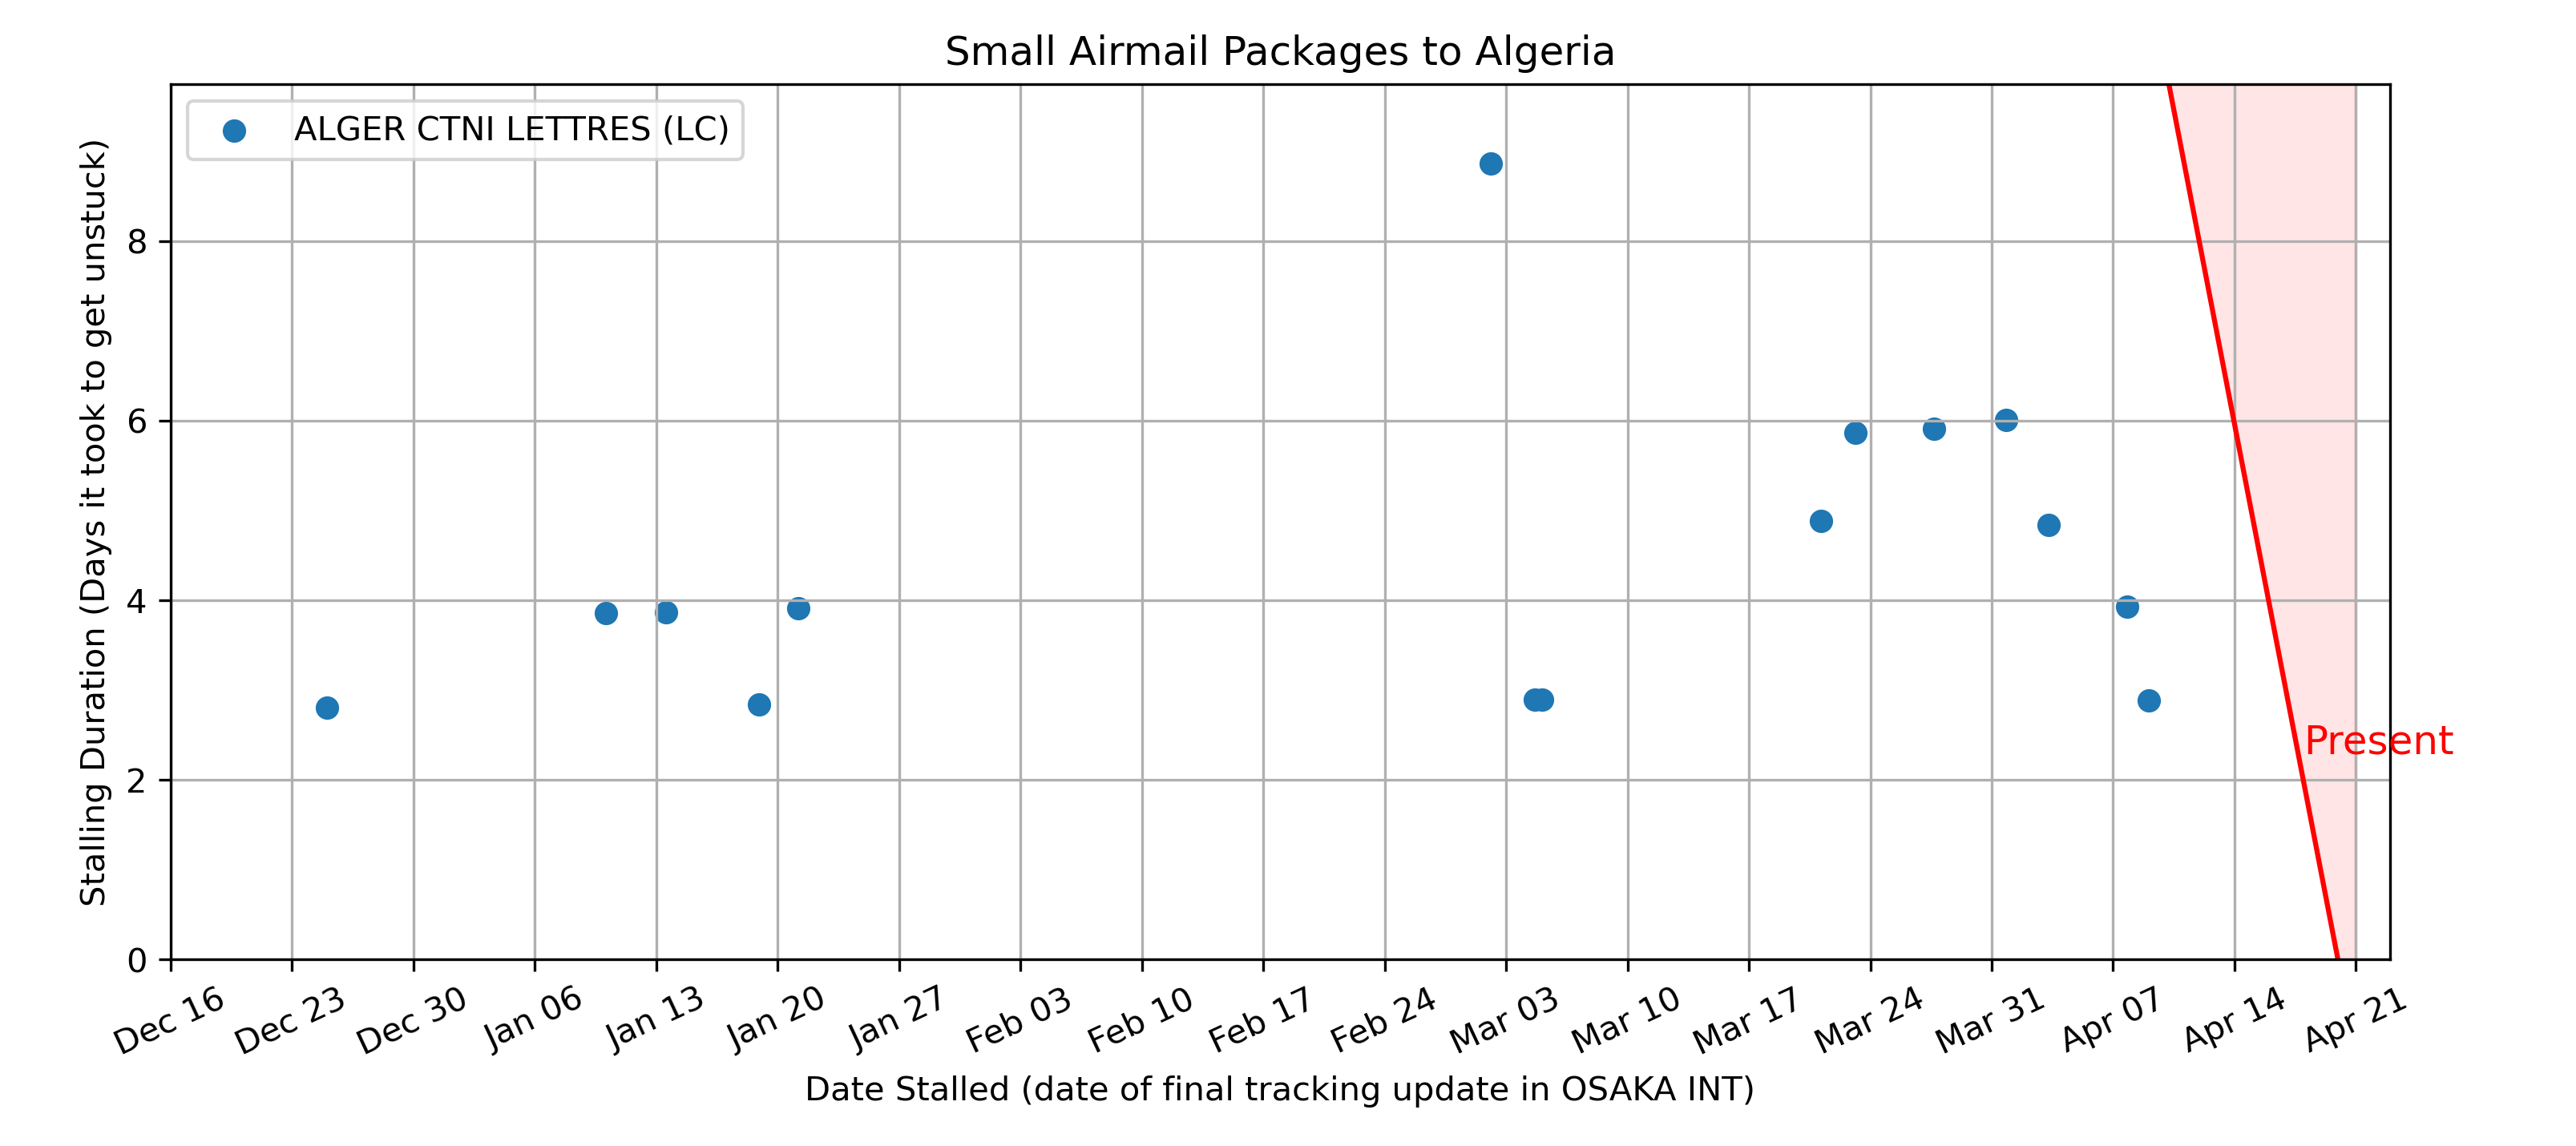 Small Airmail Packages to Algeria
ALGER CTNI LETTRES (LC)
Stalling Duration (Days it took to get unstuck)
8
6
4
2
0
Present
Dec 16
Dec 23
Dec 30
Jan 06
Jan 13
Jan 20
Jan 27
Feb 03
Feb 10
Feb 17
Feb 24
Mar 03
Mar 10
Mar 17
Mar 24
Mar 31
Apr 07
Apr 14
Apr 21
Date Stalled (date of final tracking update in OSAKA INT)